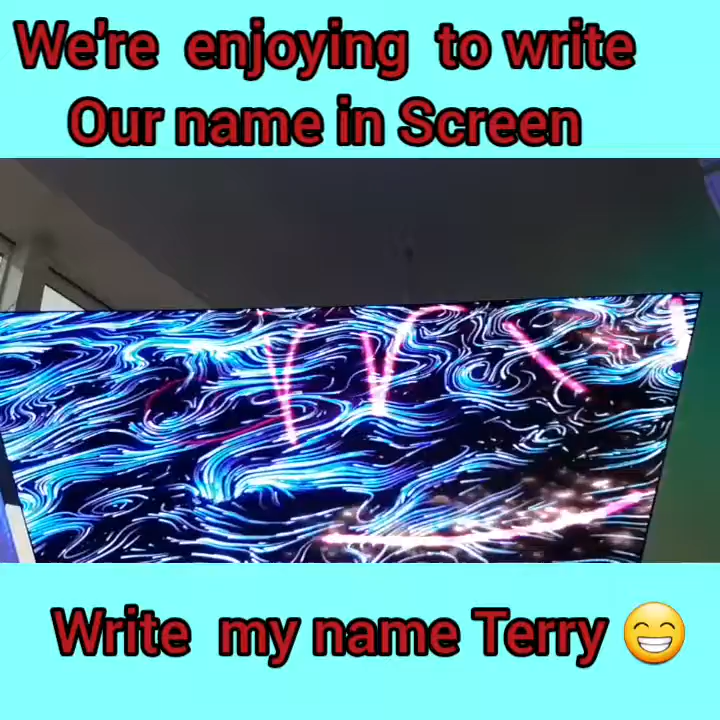 We're enjoying to write
Our name in Screen
Write my name Terry 😁